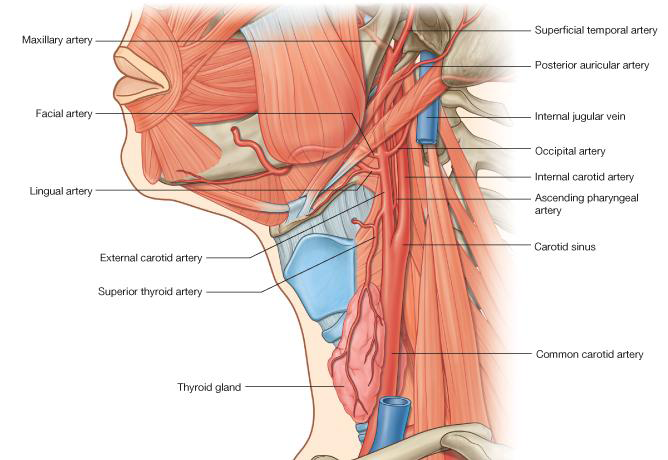 Maxillary artery
Facial artery
Lingual artery
External carotid artery
Superior thyroid artery
Thyroid gland
Superficial temporal artery
Posterior auricular artery
Internal jugular vein
Occipital artery
Internal carotid artery
Ascending pharyngeal
artery
Carotid sinus
Common carotid artery